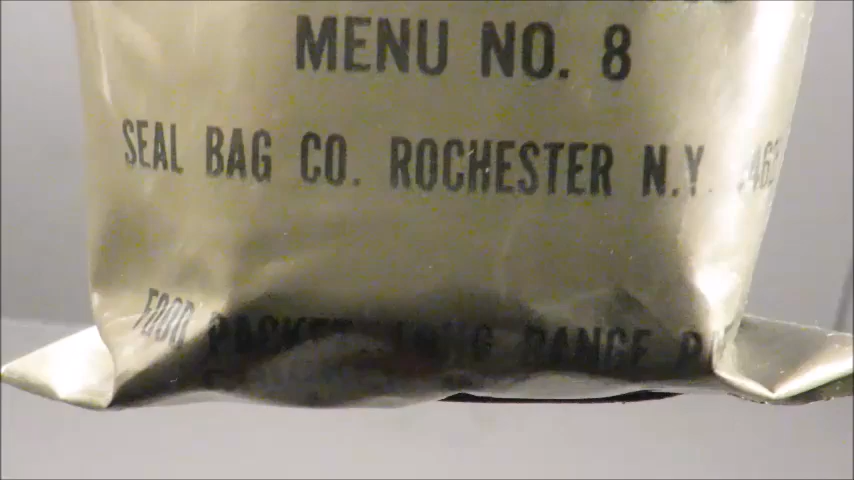 MENU NO. 8
SEAL BAG CO. ROCHESTER N.Y.
FOOD PACKET, LONG RANGE